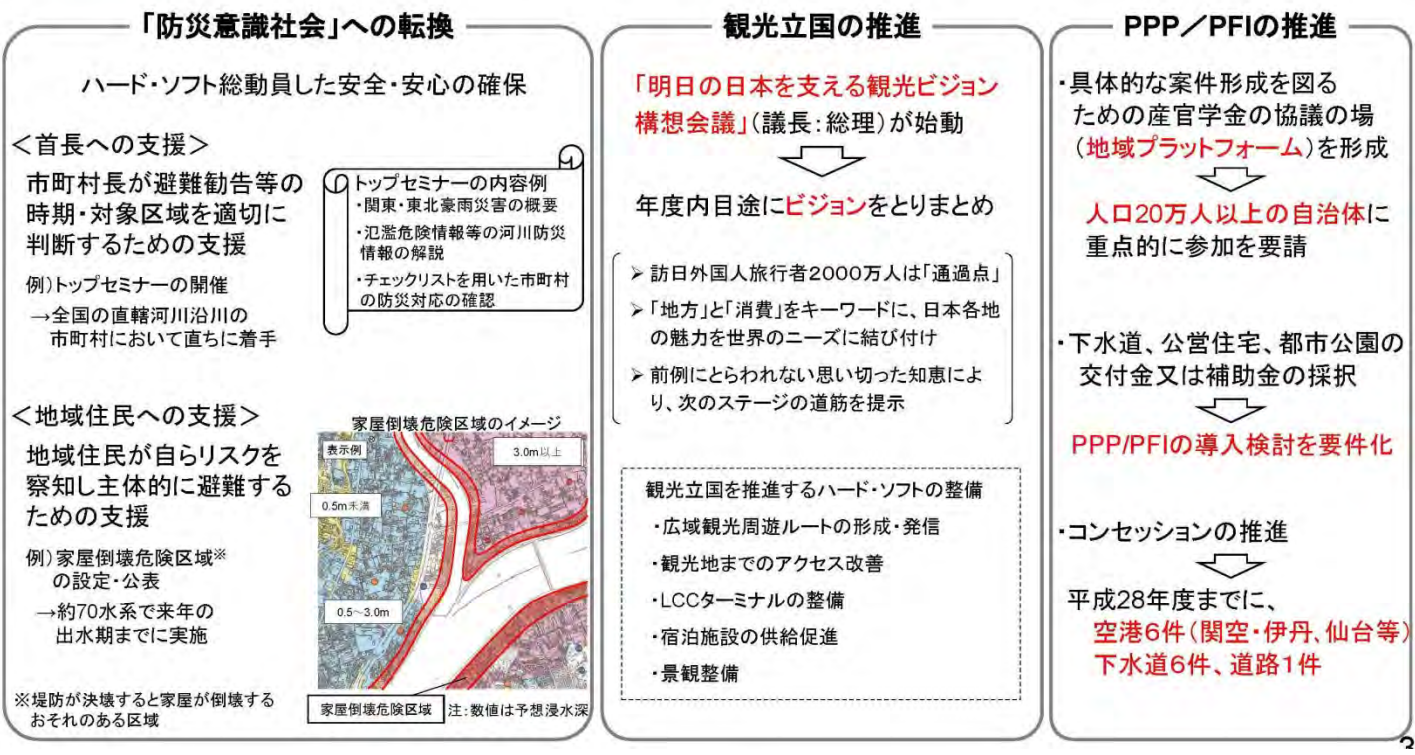 「防災意識社会」への転換
ハード・ソフト総動員した安全・安心の確保
＜首長への支援＞
市町村長が避難勧告等の
時期・対象区域を適切に
判断するための支援
例）トップセミナーの開催
→全国の直轄河川沿川の
市町村において直ちに着手
トップセミナーの内容例
・関東・東北豪雨災害の概要
・氾濫危険情報等の河川防災
情報の解説
・チェックリストを用いた市町村
の防災対応の確認
＜地域住民への支援＞
地域住民が自らリスクを
察知し主体的に避難する
ための支援
例）家屋倒壊危険区域※
の設定・公表
→約70水系で来年の
出水期までに実施
※堤防が決壊すると家屋が倒壊する
おそれのある区域
家屋倒壊危険区域のイメージ
表示例
3.0m以上
0.5m未満
0.5～3.0m
家屋倒壊危険区域
注：数値は予想浸水深
観光立国の推進
「明日の日本を支える観光ビジョン
構想会議」（議長：総理）が始動
年度内目途にビジョンをとりまとめ
➢ 訪日外国人旅行者2000万人は「通過点」
➢ 「地方」と「消費」をキーワードに、日本各地
の魅力を世界のニーズに結び付け
➢ 前例にとらわれない思い切った知恵によ
り、次のステージの道筋を提示
観光立国を推進するハード・ソフトの整備
・広域観光周遊ルートの形成・発信
・観光地までのアクセス改善
・LCCターミナルの整備
・宿泊施設の供給促進
・景観整備
PPP／PFIの推進
・具体的な案件形成を図る
ための産官学金の協議の場
（地域プラットフォーム）を形成
人口20万人以上の自治体に
重点的に参加を要請
・下水道、公営住宅、都市公園の
交付金又は補助金の採択
PPP/PFIの導入検討を要件化
・コンセッションの推進
平成28年度までに、
空港6件（関空・伊丹、仙台等）
下水道6件、道路1件